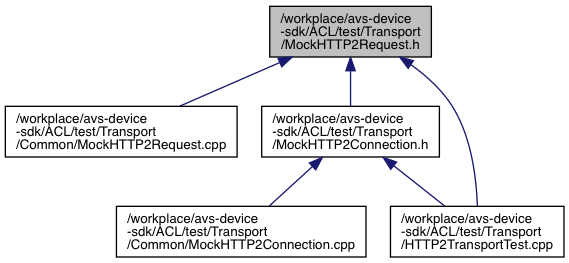 /workplace/avs-device
-sdk/ACL/test/Transport
/MockHTTP2Request.h
/workplace/avs-device
-sdk/ACL/test/Transport
/Common/MockHTTP2Request.cpp
/workplace/avs-device
-sdk/ACL/test/Transport
/MockHTTP2Connection.h
/workplace/avs-device
-sdk/ACL/test/Transport
/Common/MockHTTP2Connection.cpp
/workplace/avs-device
-sdk/ACL/test/Transport
/HTTP2TransportTest.cpp